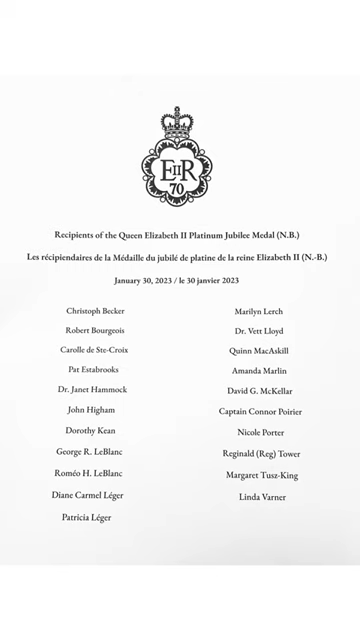 EIIR
70
Recipients of the Queen Elizabeth II Platinum Jubilee Medal (N.B.)
Les récipiendaires de la Médaille du jubilé de platine de la reine Elizabeth II (N.-B.)
January 30, 2023 / le 30 janvier 2023
Christoph Becker
Robert Bourgeois
Carolle de Ste-Croix
Pat Estabrooks
Dr. Janet Hammock
John Higham
Dorothy Kean
George R. LeBlanc
Roméo H. LeBlanc
Diane Carmel Léger
Patricia Léger
Marilyn Lerch
Dr. Vett Lloyd
Quinn MacAskill
Amanda Marlin
David G. McKellar
Captain Connor Poirier
Nicole Porter
Reginald (Reg) Tower
Margaret Tusz-King
Linda Varner